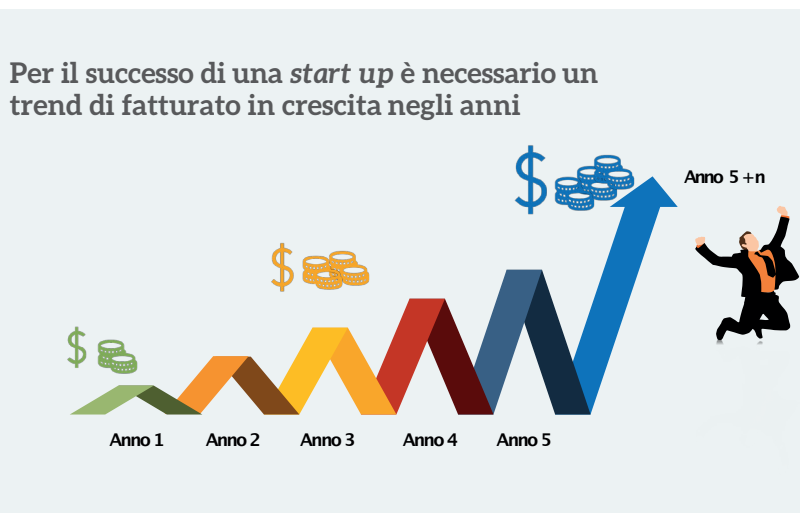 Per il successo di una start up è necessario un
trend di fatturato in crescita negli anni
$
$
$
Anno 5 +n
Anno 1
Anno 2
Anno 3
Anno 4
Anno 5